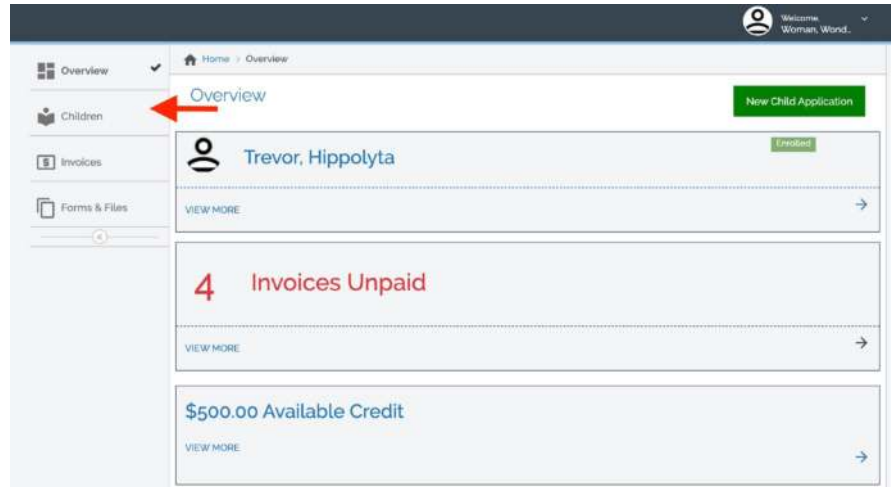 Welcome,
Woman, Wond..
Overview
Children
$ Invoices
Forms & Files
Home > Overview
Overview
New Child Application
Trevor, Hippolyta
Enrolled
VIEW MORE
4 Invoices Unpaid
VIEW MORE
$500.00 Available Credit
VIEW MORE